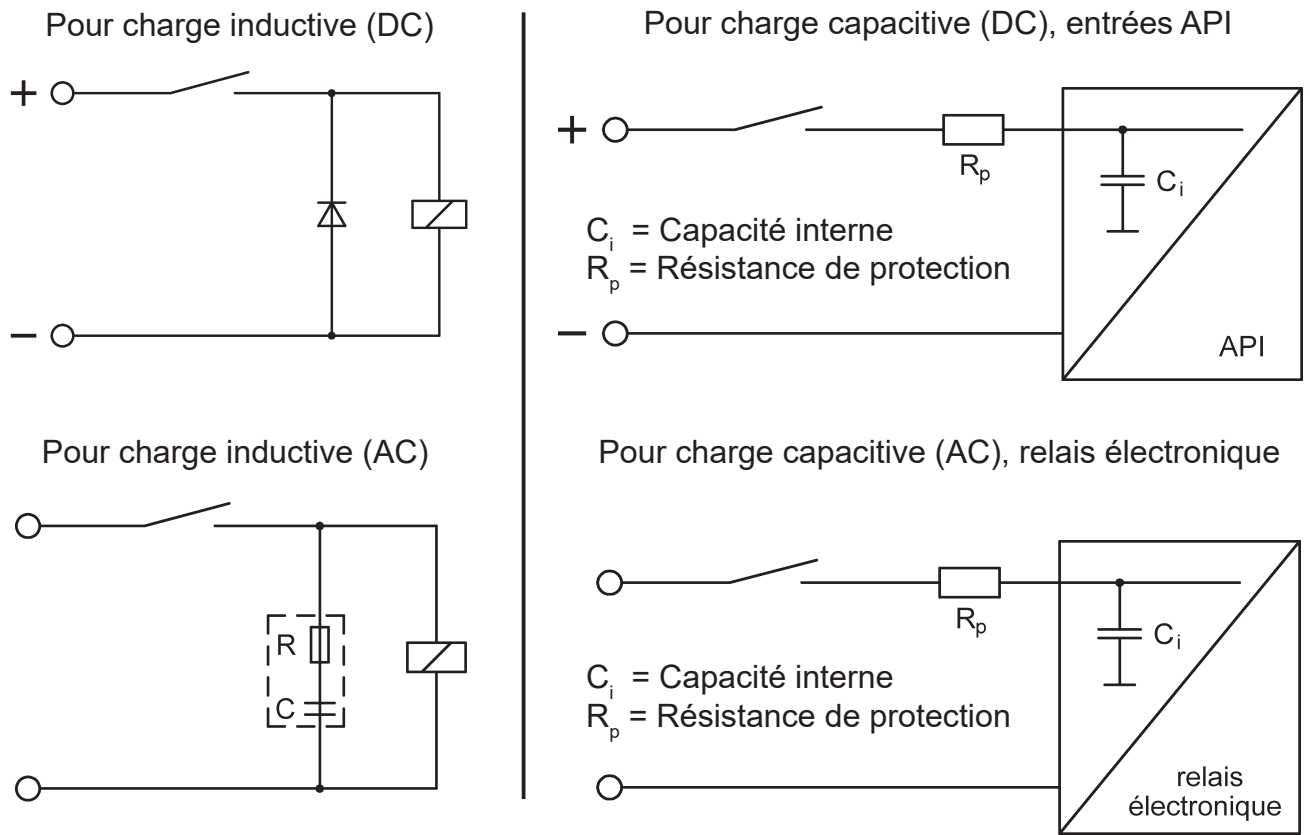 Pour charge inductive (DC)
+
−
Pour charge capacitive (DC), entrées API
+
Rp
Ci
Ci = Capacité interne
Rp = Résistance de protection
−
API
Pour charge inductive (AC)
R
C
Pour charge capacitive (AC), relais électronique
Rp
Ci
Ci = Capacité interne
Rp = Résistance de protection
relais
électronique